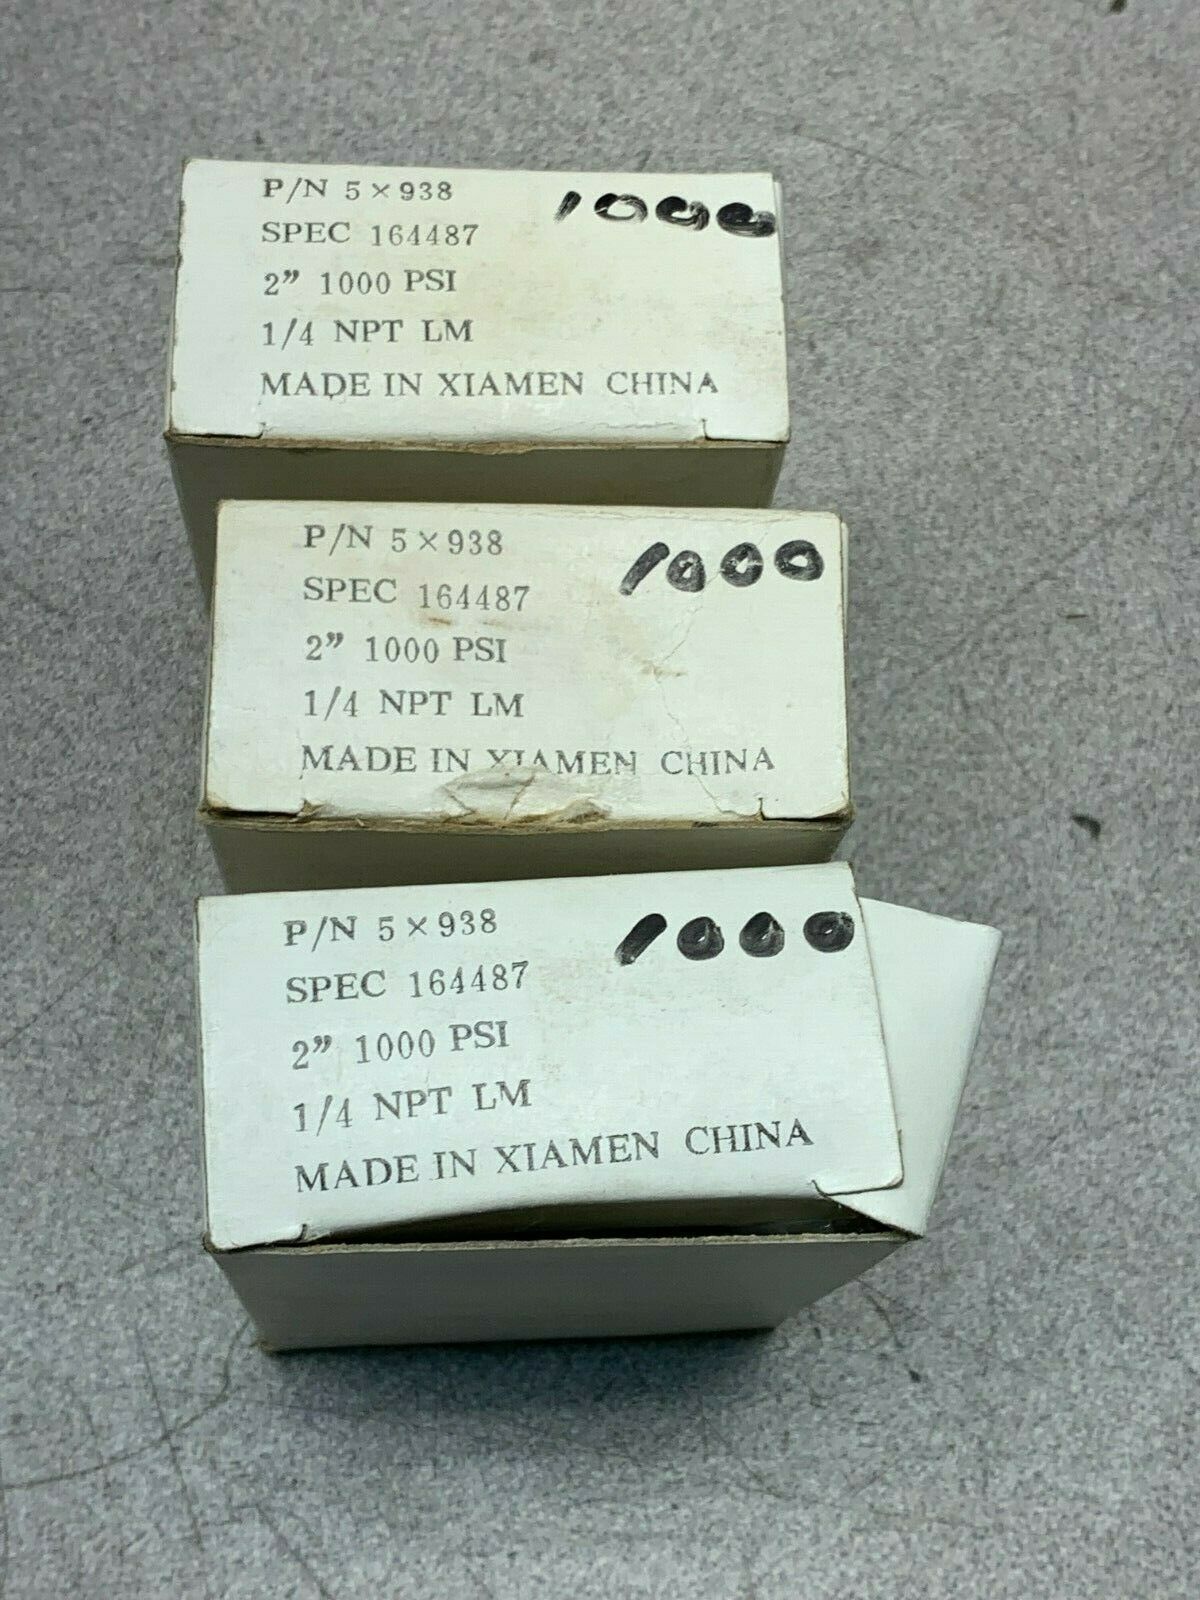 P/N 5×938
1000
SPEC 164487
2” 1000 PSI
1/4 NPT LM
MADE IN XIAMEN CHINA
P/N 5×938
1000
SPEC 164487
2” 1000 PSI
1/4 NPT LM
MADE IN XIAMEN CHINA
P/N 5×938
1000
SPEC 164487
2” 1000 PSI
1/4 NPT LM
MADE IN XIAMEN CHINA